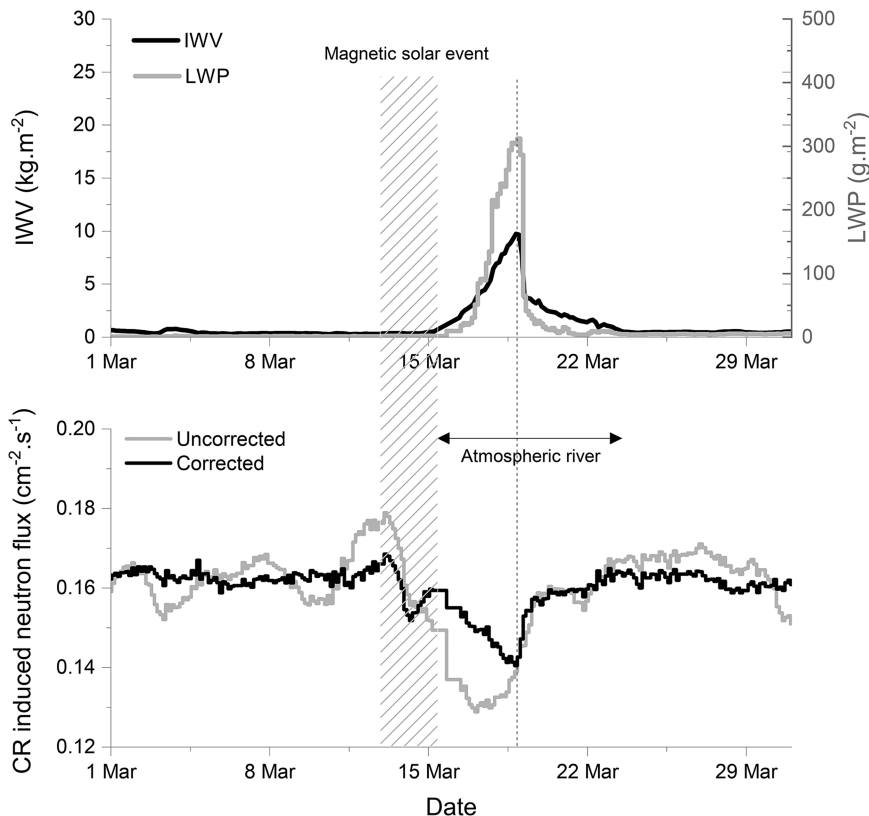 IWV (kg.m-2)
30
25
20
15
10
5
0
IWV
LWP
Magnetic solar event
500
400
300
200
100
0
LWP (g.m-2)
1 Mar
8 Mar
15 Mar
22 Mar
29 Mar
CR induced neutron flux (cm-2.s-1)
0.20
0.18
0.16
0.14
0.12
Uncorrected
Corrected
Atmospheric river
1 Mar
8 Mar
15 Mar
22 Mar
29 Mar
Date